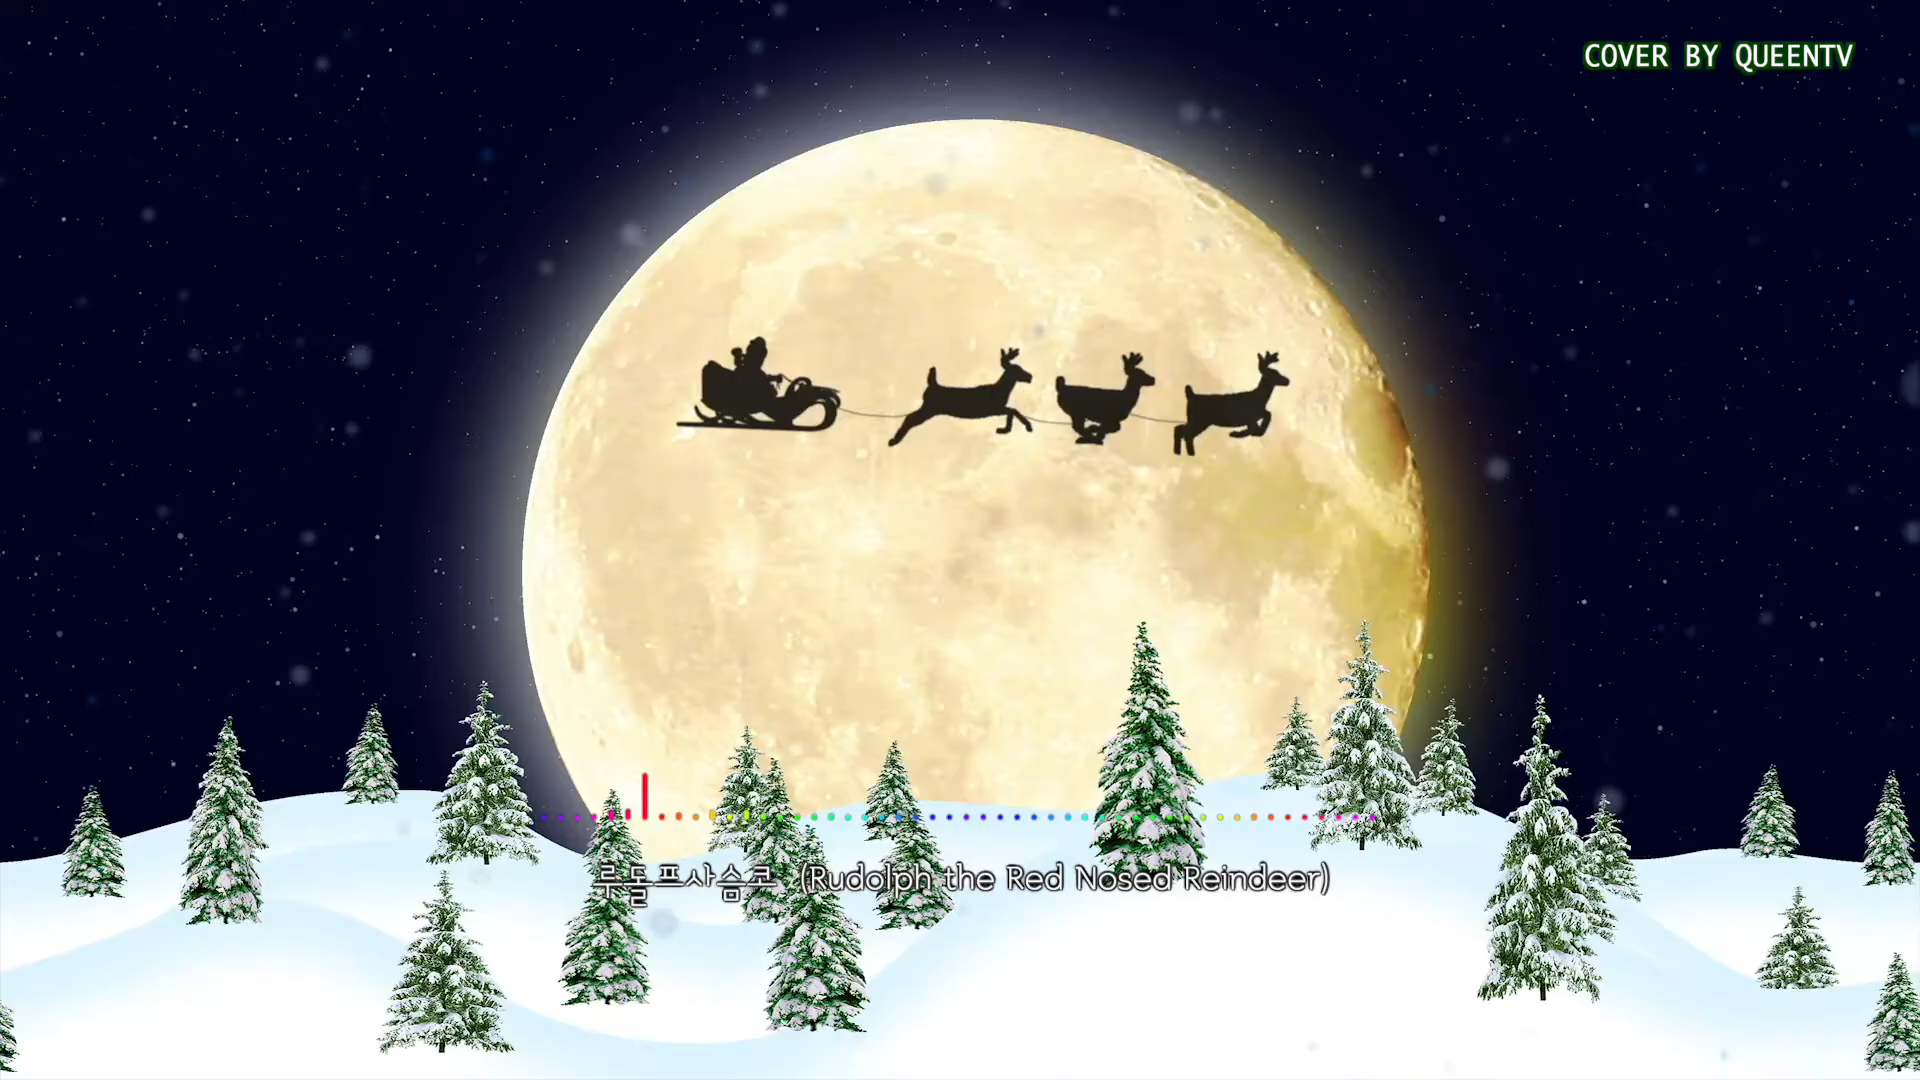 COVER BY QUEENTV
루돌프사슴코 (Rudolph the Red Nosed Reindeer)